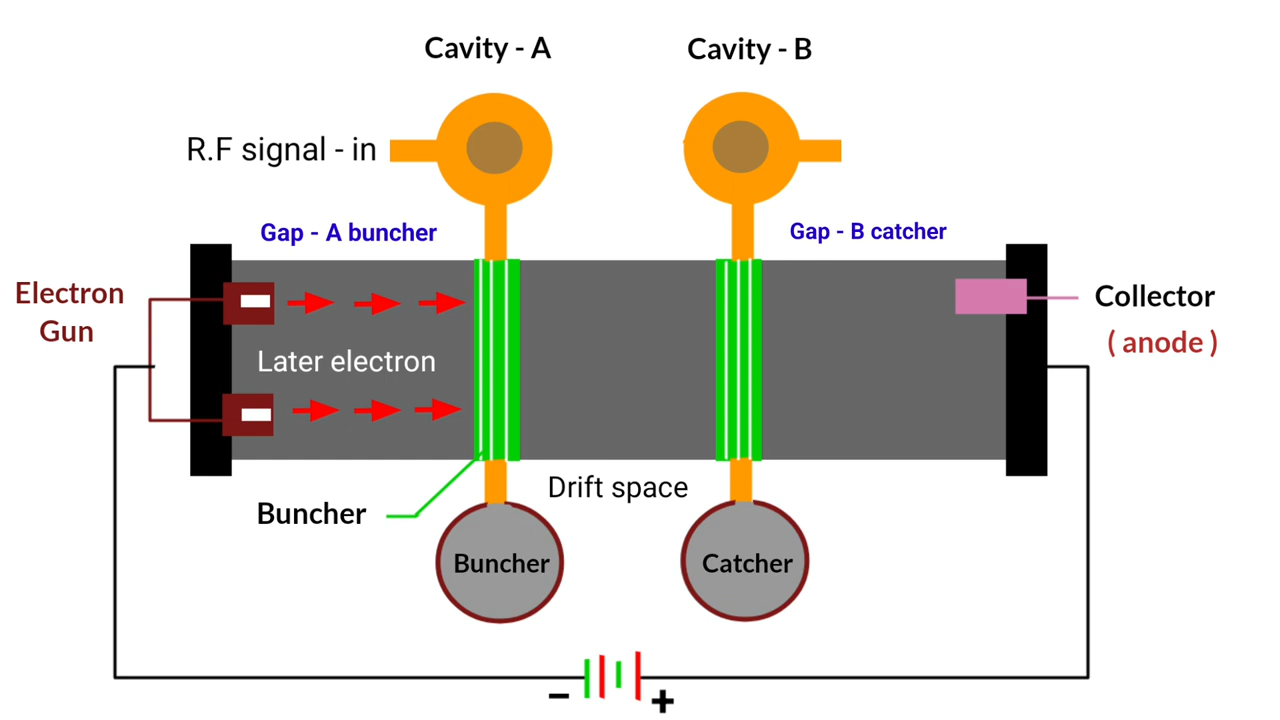 Cavity - A
Cavity - B
R.F signal - in
Gap - A buncher
Gap - B catcher
Electron
Gun
Later electron
Collector
( anode )
Drift space
Buncher
Buncher
Catcher
– +